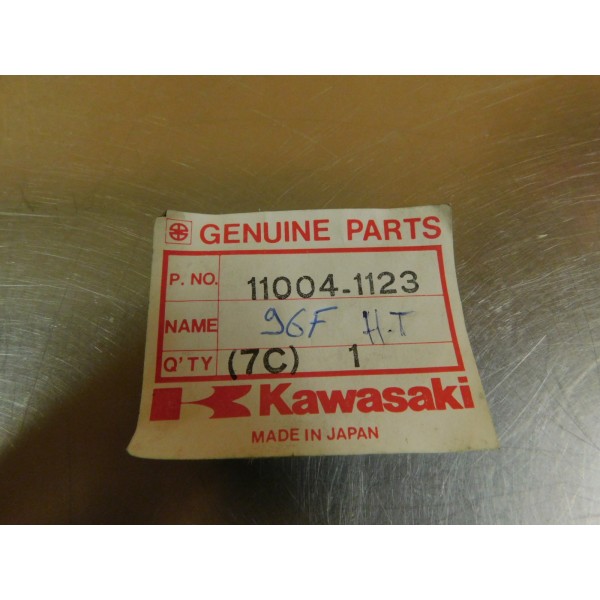 GENUINE PARTS
P. NO. 11004-1123
NAME 96F H.T
Q'TY (7C) 1
Kawasaki
MADE IN JAPAN